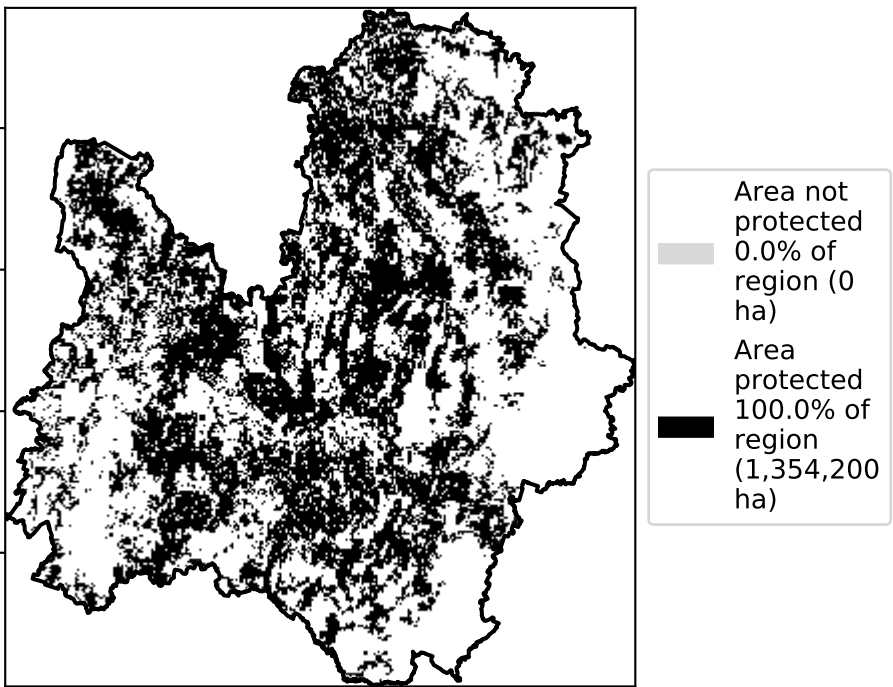 Area not
protected
0.0% of
region (0
ha)
Area
protected
100.0% of
region
(1,354,200
ha)